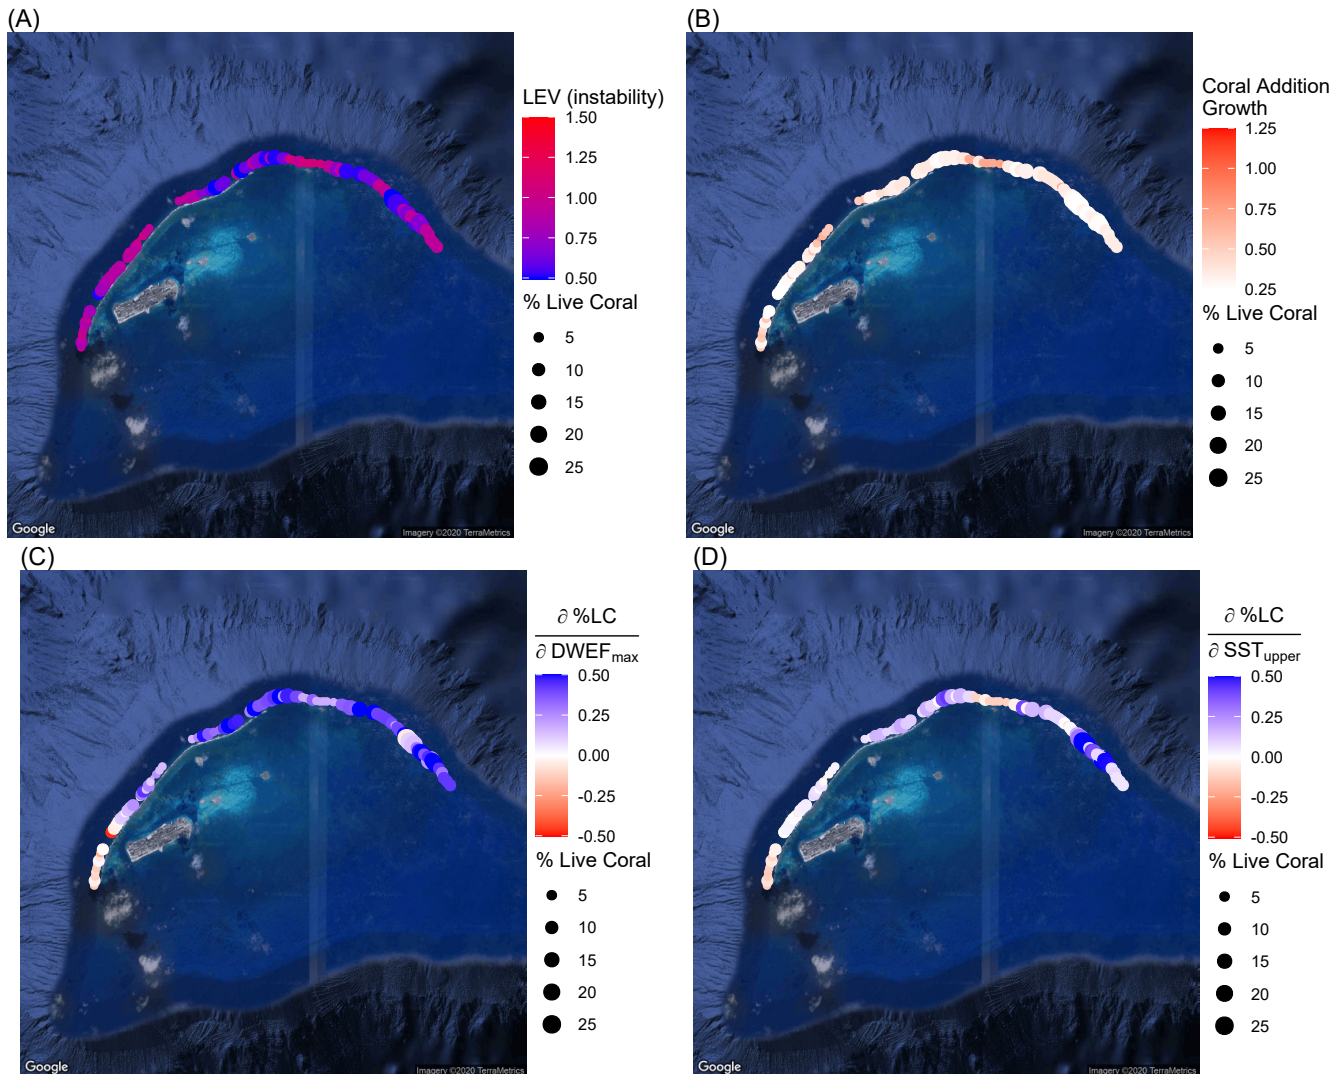 (A)
LEV (instability)
1.50
1.25
1.00
0.75
0.50
% Live Coral
5
10
15
20
25
Google
Imagery ©2020 TerraMetrics
(B)
Coral Addition
Growth
1.25
1.00
0.75
0.50
0.25
% Live Coral
5
10
15
20
25
Google
Imagery ©2020 TerraMetrics
(C)
∂ %LC
∂ DWEFmax
0.50
0.25
0.00
-0.25
-0.50
% Live Coral
5
10
15
20
25
Google
Imagery ©2020 TerraMetrics
(D)
∂ %LC
∂ SSTupper
0.50
0.25
0.00
-0.25
-0.50
% Live Coral
5
10
15
20
25
Google
Imagery ©2020 TerraMetrics